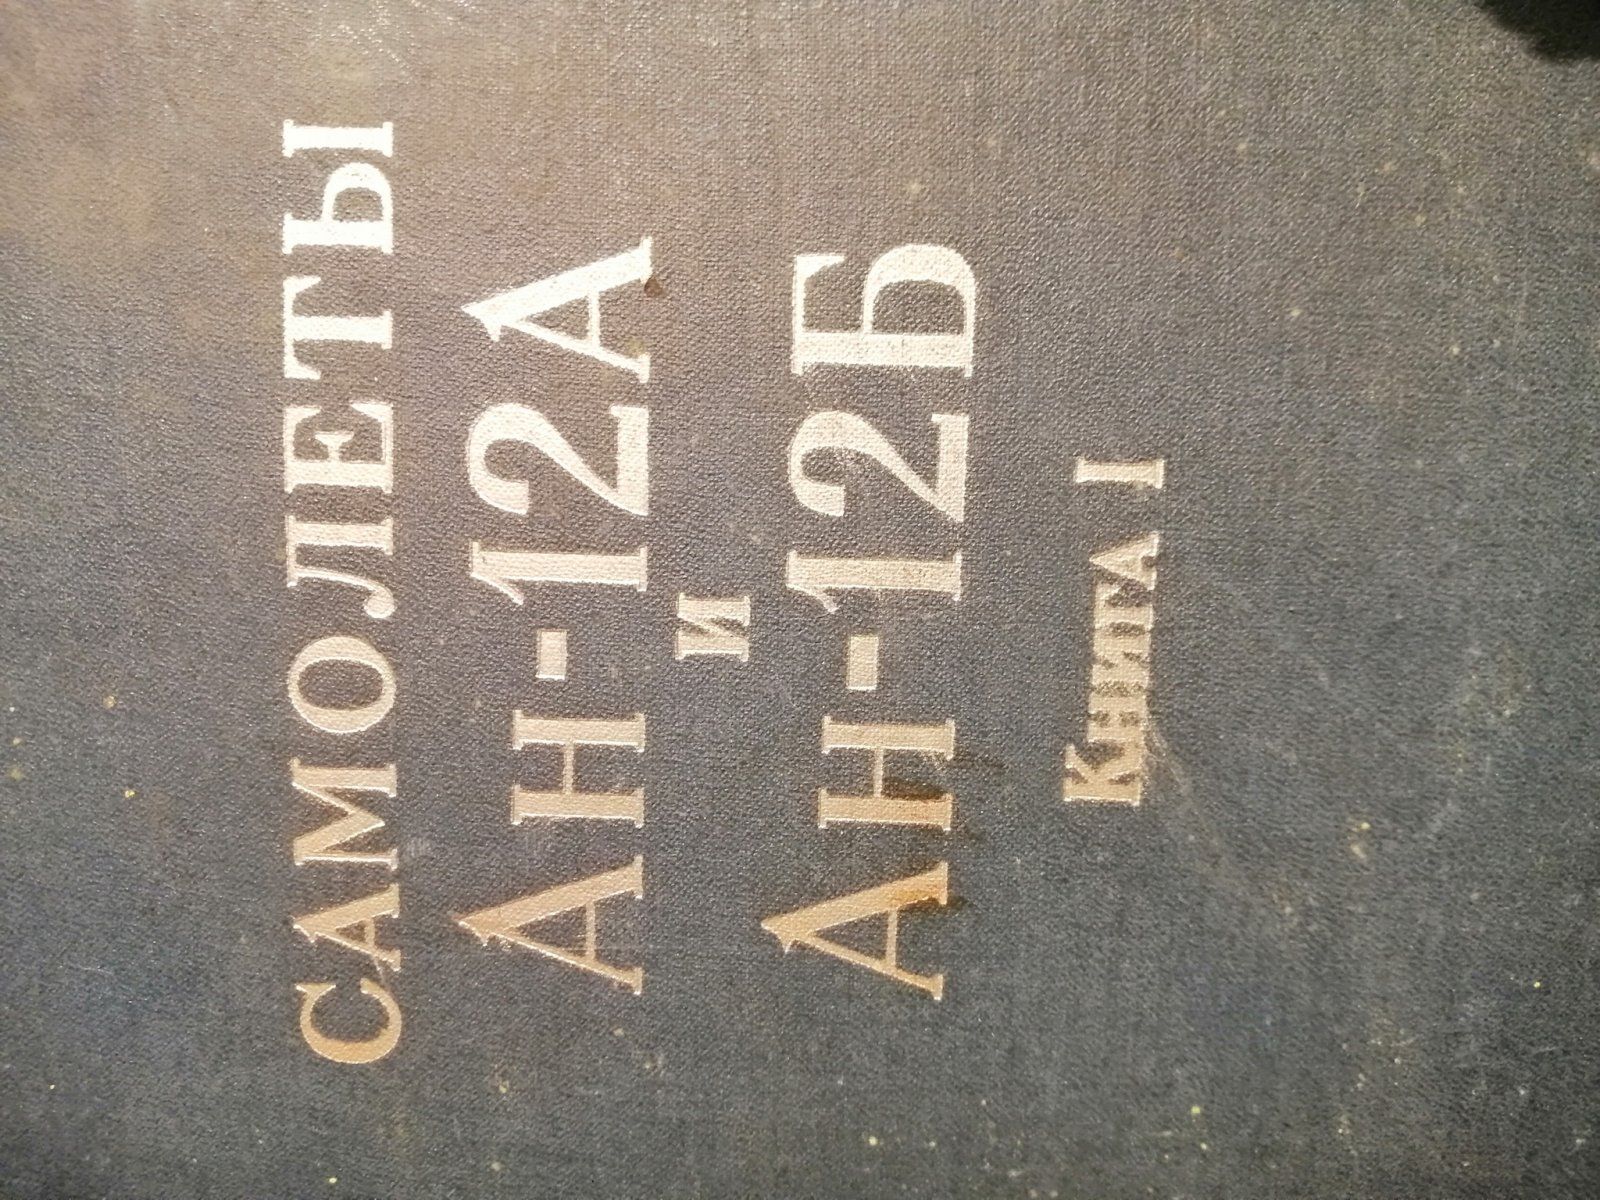 САМОЛЕТЫ
АН-12А
и
АН-12Б
Книга I